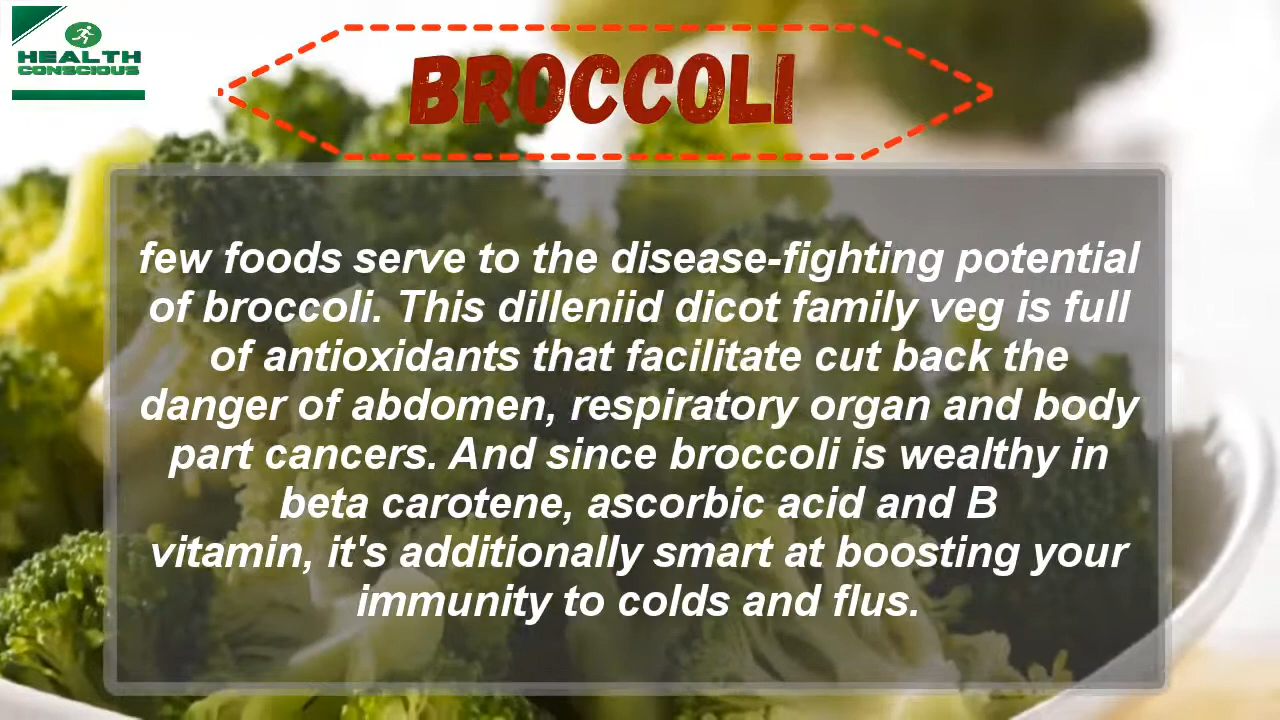 HEALTH
CONSCIOUS
BROCCOLI
few foods serve to the disease-fighting potential
of broccoli. This dilleniid dicot family veg is full
of antioxidants that facilitate cut back the
danger of abdomen, respiratory organ and body
part cancers. And since broccoli is wealthy in
beta carotene, ascorbic acid and B
vitamin, it's additionally smart at boosting your
immunity to colds and flus.